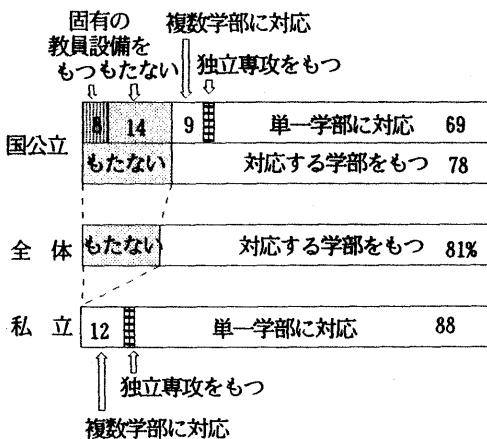 固有の
教員設備を
もつ もたない
複数学部に対応
独立専攻をもつ
国公立
8 14 9 単一学部に対応 69
もたない 対応する学部をもつ 78
全体 もたない 対応する学部をもつ 81%
私立 12 単一学部に対応 88
独立専攻をもつ
複数学部に対応